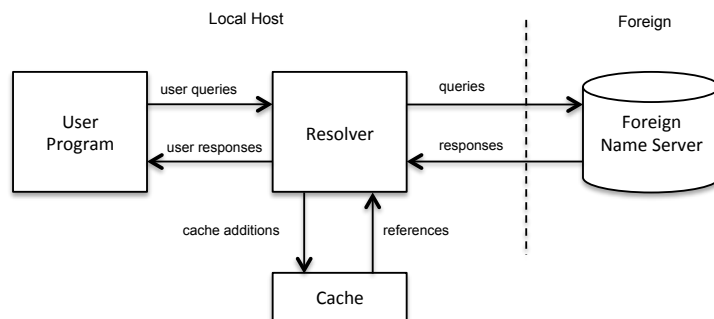 Local Host
Foreign
user queries
queries
User
Program
Resolver
Foreign
Name Server
user responses
responses
cache additions
references
Cache